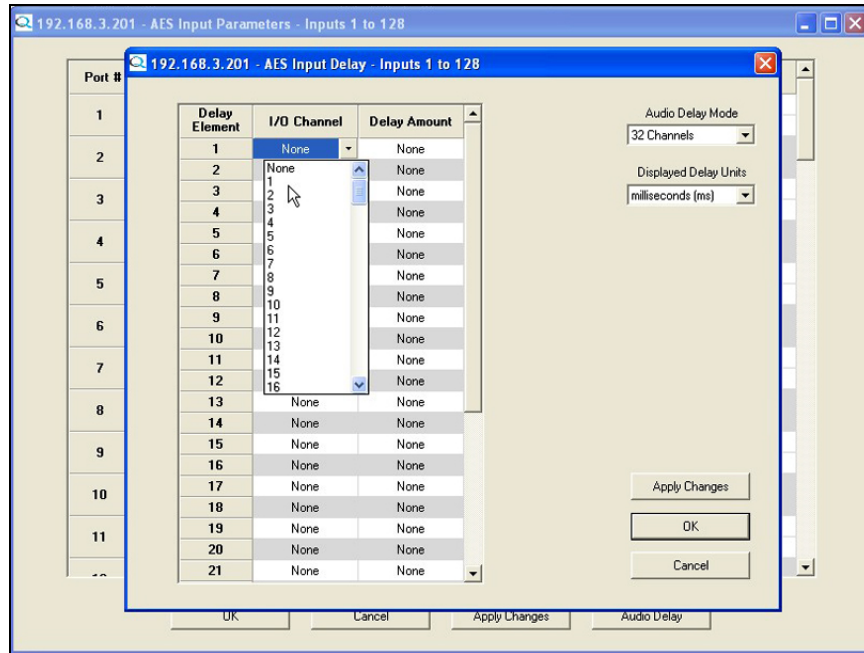 192.168.3.201 - AES Input Parameters - Inputs 1 to 128
Port #
1
2
3
4
5
6
7
8
9
10
11
192.168.3.201 - AES Input Delay - Inputs 1 to 128
Delay Element I/O Channel Delay Amount
1 None None
2 None
3 None
4 None
5 None
6 None
7 None
8 None
9 None
10 None
11 None
12 None
13 None None
14 None None
15 None None
16 None None
17 None None
18 None None
19 None None
20 None None
21 None None
None
1
2
3
4
5
6
7
8
9
10
11
12
13
14
15
16
Audio Delay Mode
32 Channels
Displayed Delay Units
milliseconds (ms)
Apply Changes
OK
Cancel
OK Cancel Apply Changes Audio Delay